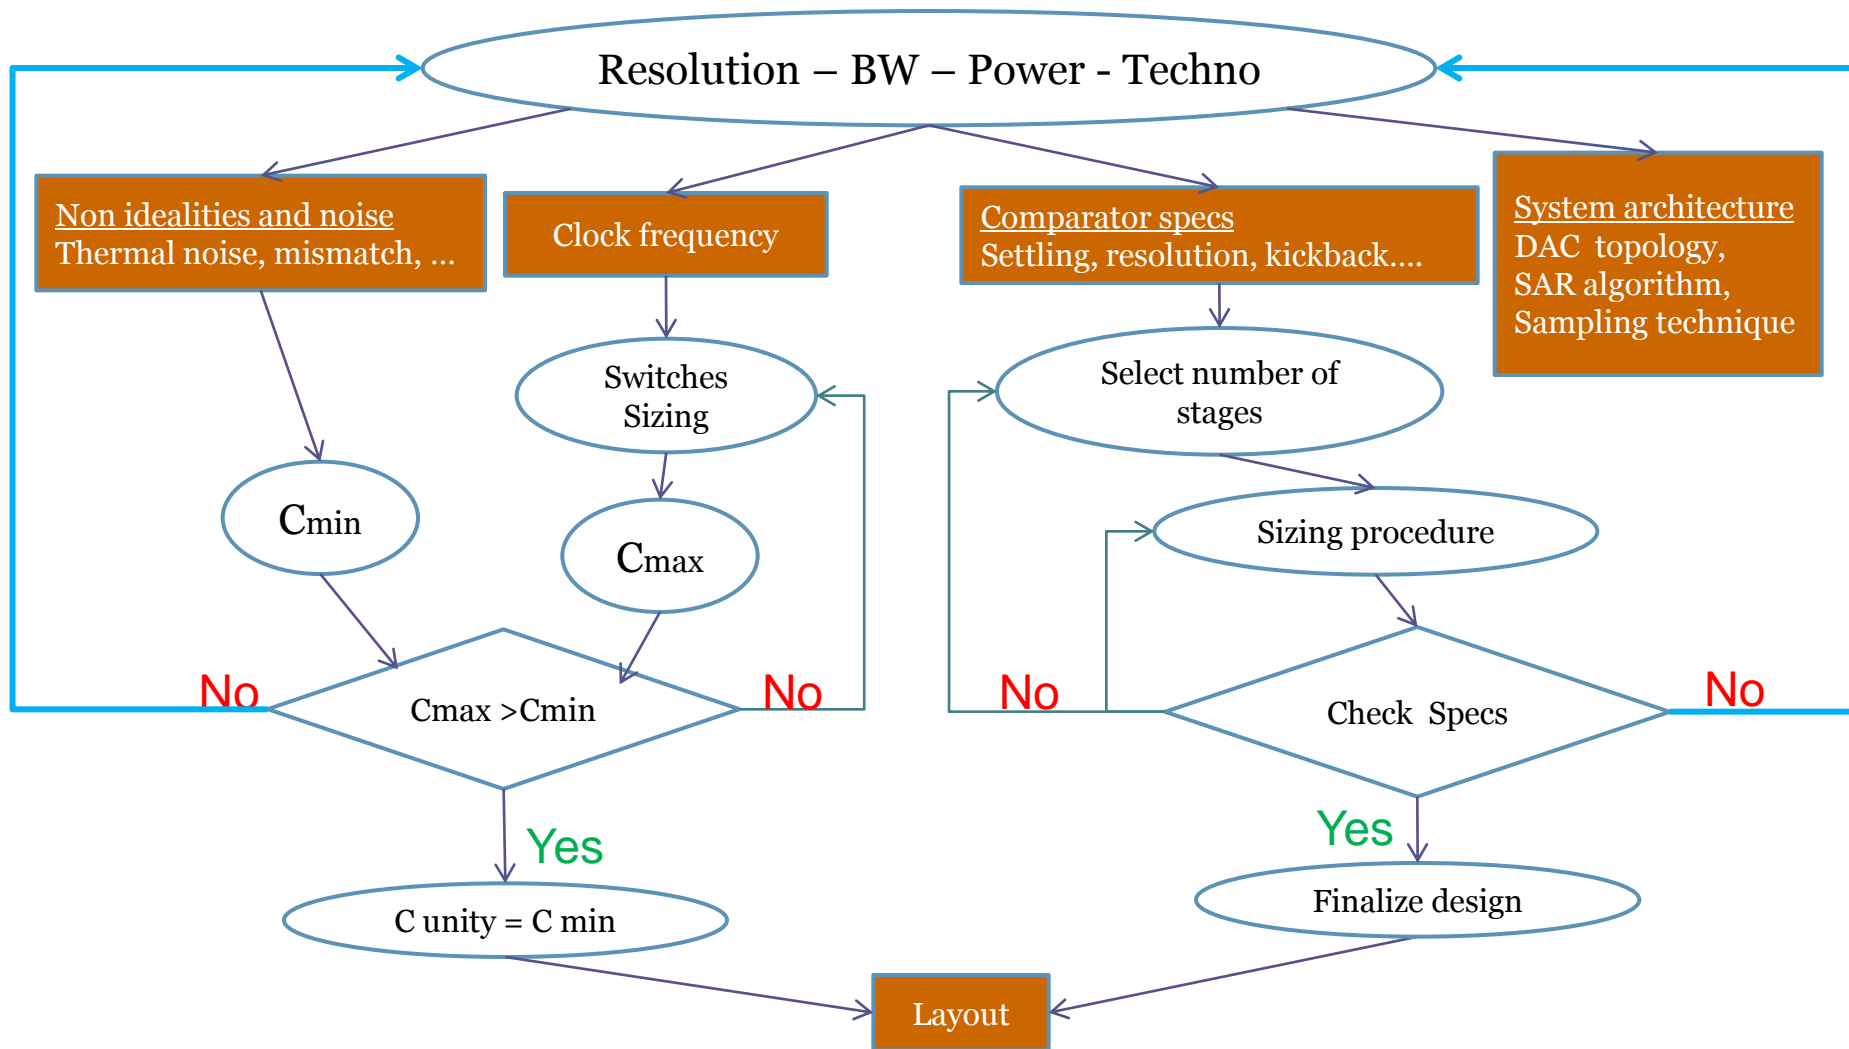 Resolution – BW – Power - Techno
Non idealities and noise
Thermal noise, mismatch, ...
Clock frequency
Comparator specs
Settling, resolution, kickback....
System architecture
DAC topology,
SAR algorithm,
Sampling technique
Switches
Sizing
Select number of
stages
Cmin
Cmax
Sizing procedure
No
Cmax >Cmin
No
No
Check Specs
No
Yes
Yes
C unity = C min
Finalize design
Layout